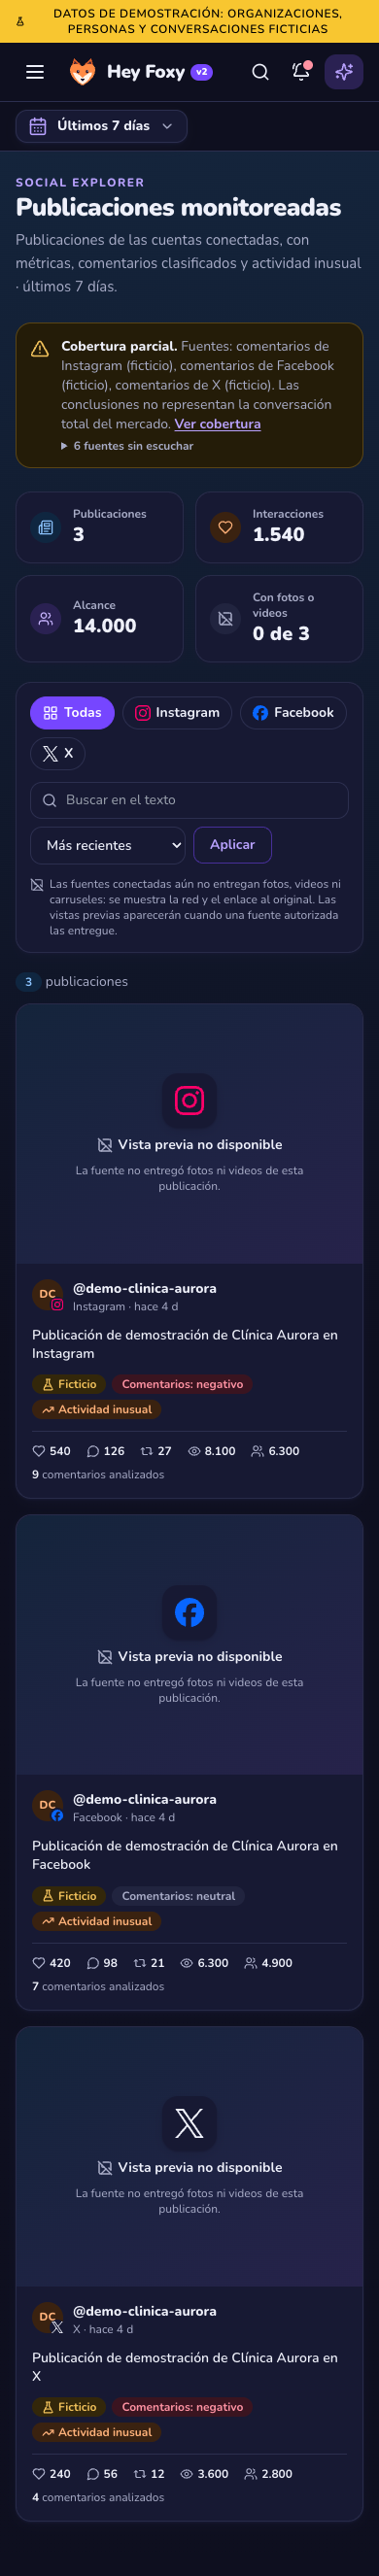 DATOS DE DEMOSTRACIÓN: ORGANIZACIONES,
PERSONAS Y CONVERSACIONES FICTICIAS
Hey Foxy v2
Últimos 7 días
SOCIAL EXPLORER
Publicaciones monitoreadas
Publicaciones de las cuentas conectadas, con
métricas, comentarios clasificados y actividad inusual
· últimos 7 días.
Cobertura parcial. Fuentes: comentarios de
Instagram (ficticio), comentarios de Facebook
(ficticio), comentarios de X (ficticio). Las
conclusiones no representan la conversación
total del mercado. Ver cobertura
6 fuentes sin escuchar
Publicaciones
3
Interacciones
1.540
Alcance
14.000
Con fotos o
videos
0 de 3
Todas
Instagram
Facebook
X
Buscar en el texto
Más recientes
Aplicar
Las fuentes conectadas aún no entregan fotos, videos ni
carruseles: se muestra la red y el enlace al original. Las
vistas previas aparecerán cuando una fuente autorizada
las entregue.
3 publicaciones
Vista previa no disponible
La fuente no entregó fotos ni videos de esta
publicación.
DC
@demo-clinica-aurora
Instagram · hace 4 d
Publicación de demostración de Clínica Aurora en
Instagram
Ficticio
Comentarios: negativo
Actividad inusual
540 126 27 8.100 6.300
9 comentarios analizados
Vista previa no disponible
La fuente no entregó fotos ni videos de esta
publicación.
DC
@demo-clinica-aurora
Facebook · hace 4 d
Publicación de demostración de Clínica Aurora en
Facebook
Ficticio
Comentarios: neutral
Actividad inusual
420 98 21 6.300 4.900
7 comentarios analizados
Vista previa no disponible
La fuente no entregó fotos ni videos de esta
publicación.
DC
@demo-clinica-aurora
X · hace 4 d
Publicación de demostración de Clínica Aurora en
X
Ficticio
Comentarios: negativo
Actividad inusual
240 56 12 3.600 2.800
4 comentarios analizados